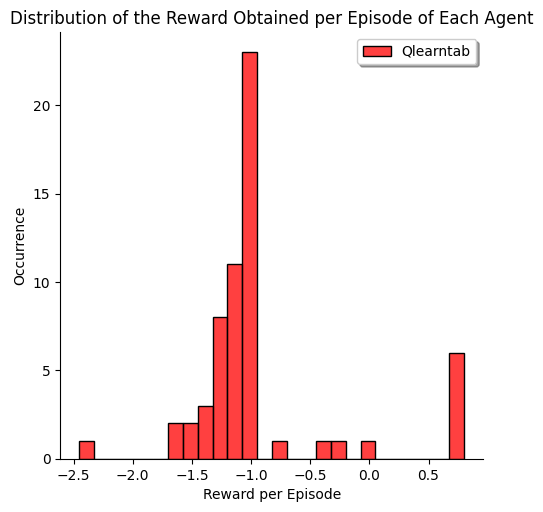 Distribution of the Reward Obtained per Episode of Each Agent
Qlearntab
20
15
10
5
0
Occurrence
−2.5 −2.0 −1.5 −1.0 −0.5 0.0 0.5
Reward per Episode